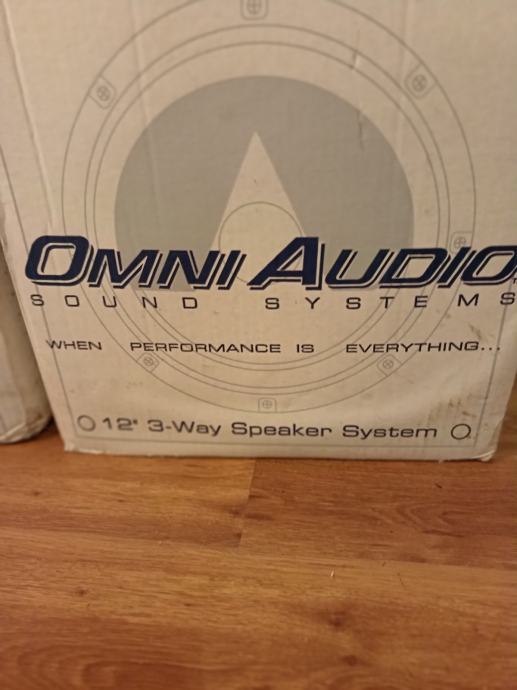 OMNI AUDIO
SOUND SYSTEMS
WHEN PERFORMANCE IS EVERYTHING...
12" 3-Way Speaker System